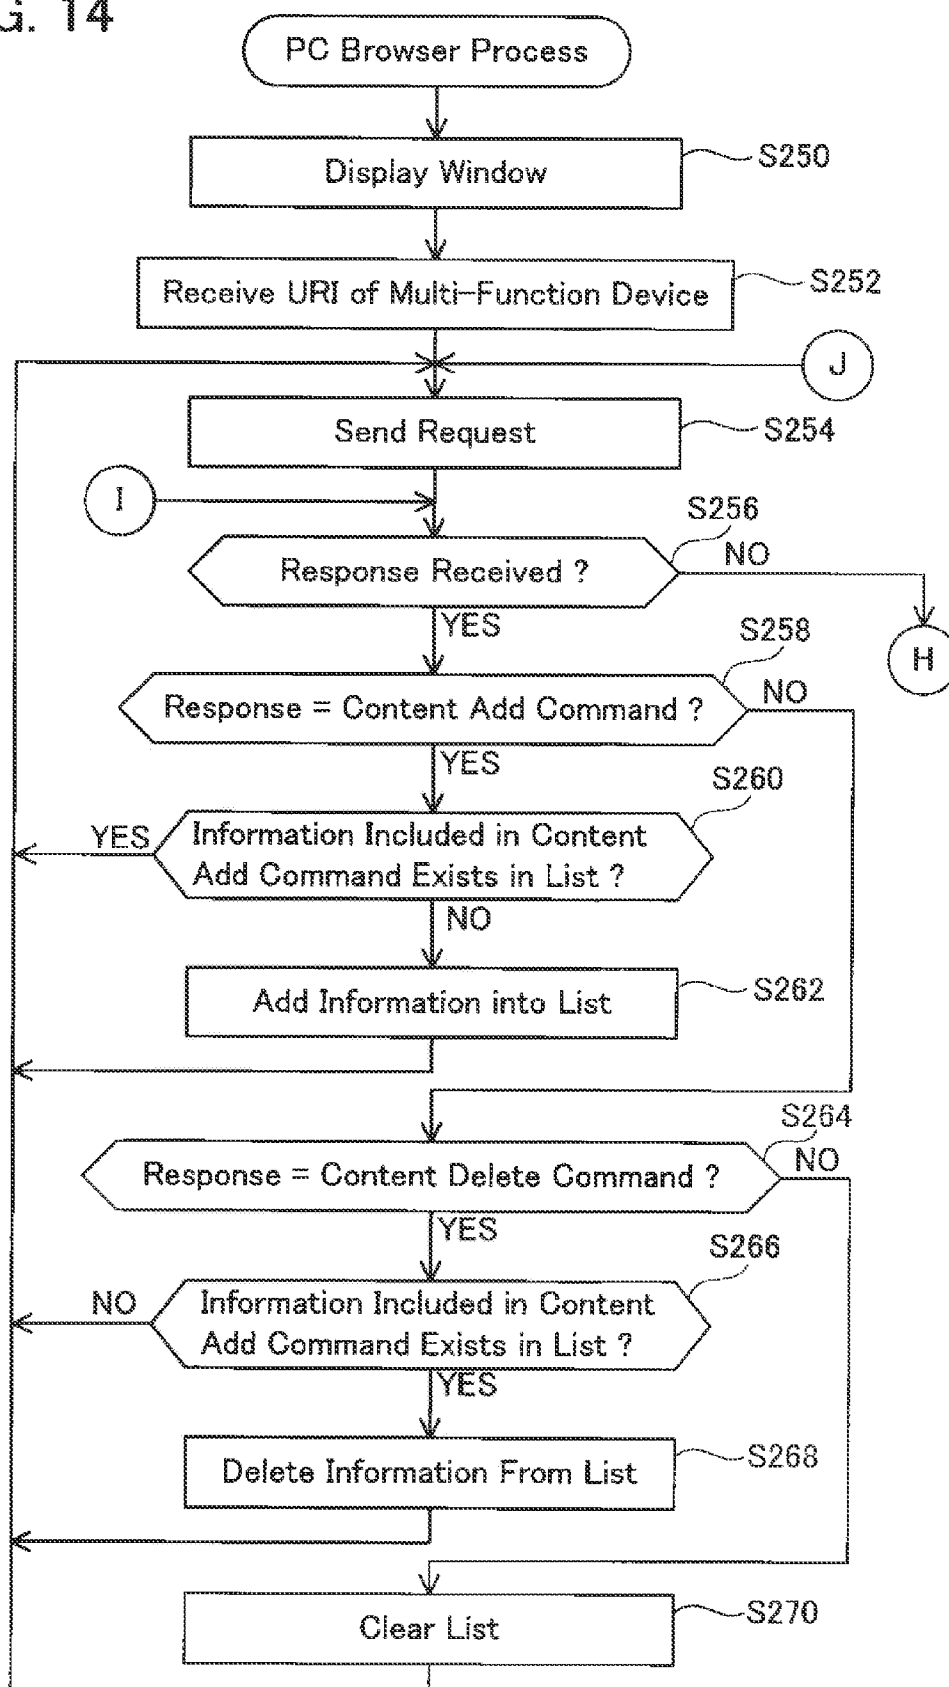 G. 14
PC Browser Process
Display Window
S250
Receive URI of Multi-Function Device
S252
J
Send Request
S254
I
S256
Response Received ?
NO
YES
H
S258
Response = Content Add Command ?
NO
YES
S260
YES
Information Included in Content
Add Command Exists in List ?
NO
Add Information into List
S262
S264
Response = Content Delete Command ?
NO
YES
S266
NO
Information Included in Content
Add Command Exists in List ?
YES
Delete Information From List
S268
Clear List
S270